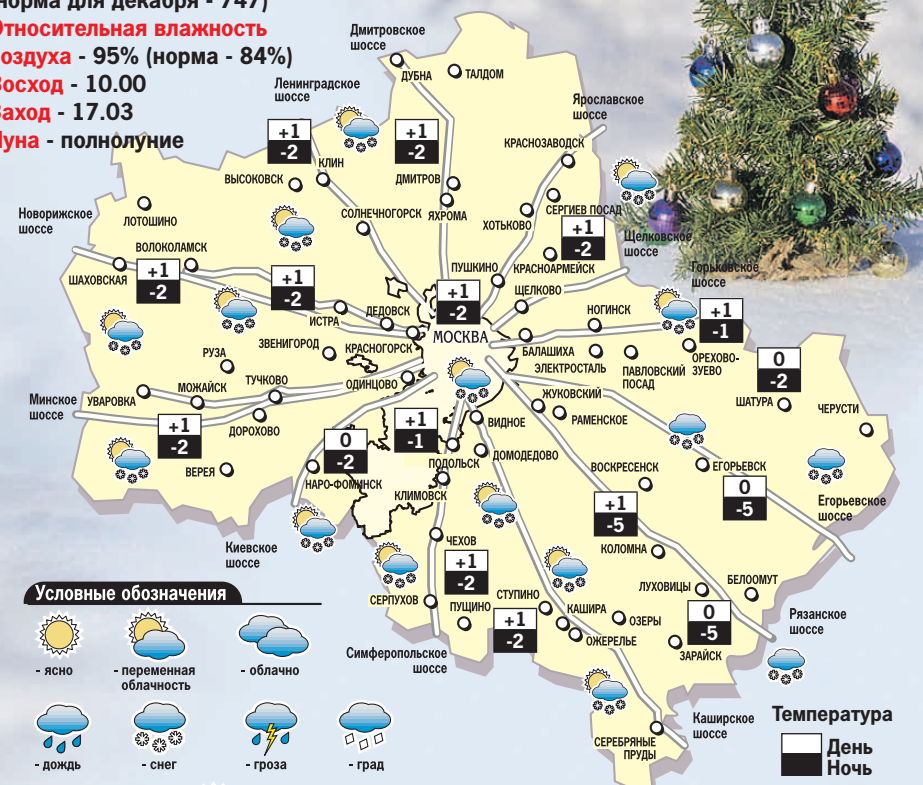 норма для декабря - 747)
Относительная влажность
воздуха - 95% (норма - 84%)
Восход - 10.00
Заход - 17.03
Луна - полнолуние
Дмитровское
шоссе
ДУБНА
ТАЛДОМ
Ленинградское
шоссе
Ярославское
шоссе
КРАСНОЗАВОДСК
+1
-2
+1
-2
КЛИН
ВЫСОКОВСК
ДМИТРОВ
ЯХРОМА
СЕРГИЕВ ПОСАД
ХОТЬКОВО
Новорижское
шоссе
ЛОТОШИНО
СОЛНЕЧНОГОРСК
+1
-2
Щелковское
шоссе
ВОЛОКОЛАМСК
ШАХОВСКАЯ
+1
-2
+1
-2
ПУШКИНО
КРАСНОАРМЕЙСК
Горьковское
шоссе
+1
-2
ЩЕЛКОВО
ИСТРА
ДЕДОВСК
НОГИНСК
+1
-1
МОСКВА
ЗВЕНИГОРОД
КРАСНОГОРСК
БАЛАШИХА
ЭЛЕКТРОСТАЛЬ
ПАВЛОВСКИЙ
ПОСАД
ОРЕХОВО-
ЗУЕВО
РУЗА
0
-2
ТУЧКОВО
ОДИНЦОВО
МОЖАЙСК
УВАРОВКА
Минское
шоссе
ЖУКОВСКИЙ
РАМЕНСКОЕ
ШАТУРА
ЧЕРУСТИ
+1
-2
ДОРОХОВО
+1
-1
ВИДНОЕ
0
-2
ДОМОДЕДОВО
ВЕРЕЯ
ПОДОЛЬСК
НАРО-ФОМИНСК
КЛИМОВСК
ВОСКРЕСЕНСК
ЕГОРЬЕВСК
0
-5
Егорьевское
шоссе
+1
-5
Киевское
шоссе
ЧЕХОВ
КОЛОМНА
+1
-2
СЕРПУХОВ
ПУЩИНО
СТУПИНО
+1
-2
КАШИРА
ОЖЕРЕЛЬЕ
ОЗЕРЫ
ЛУХОВИЦЫ
БЕЛООМУТ
0
-5
ЗАРАЙСК
Рязанское
шоссе
Симферопольское
шоссе
Каширское
шоссе
СЕРЕБРЯНЫЕ
ПРУДЫ
Условные обозначения
- ясно
- переменная
облачность
- облачно
- дождь
- снег
- гроза
- град
Температура
День
Ночь